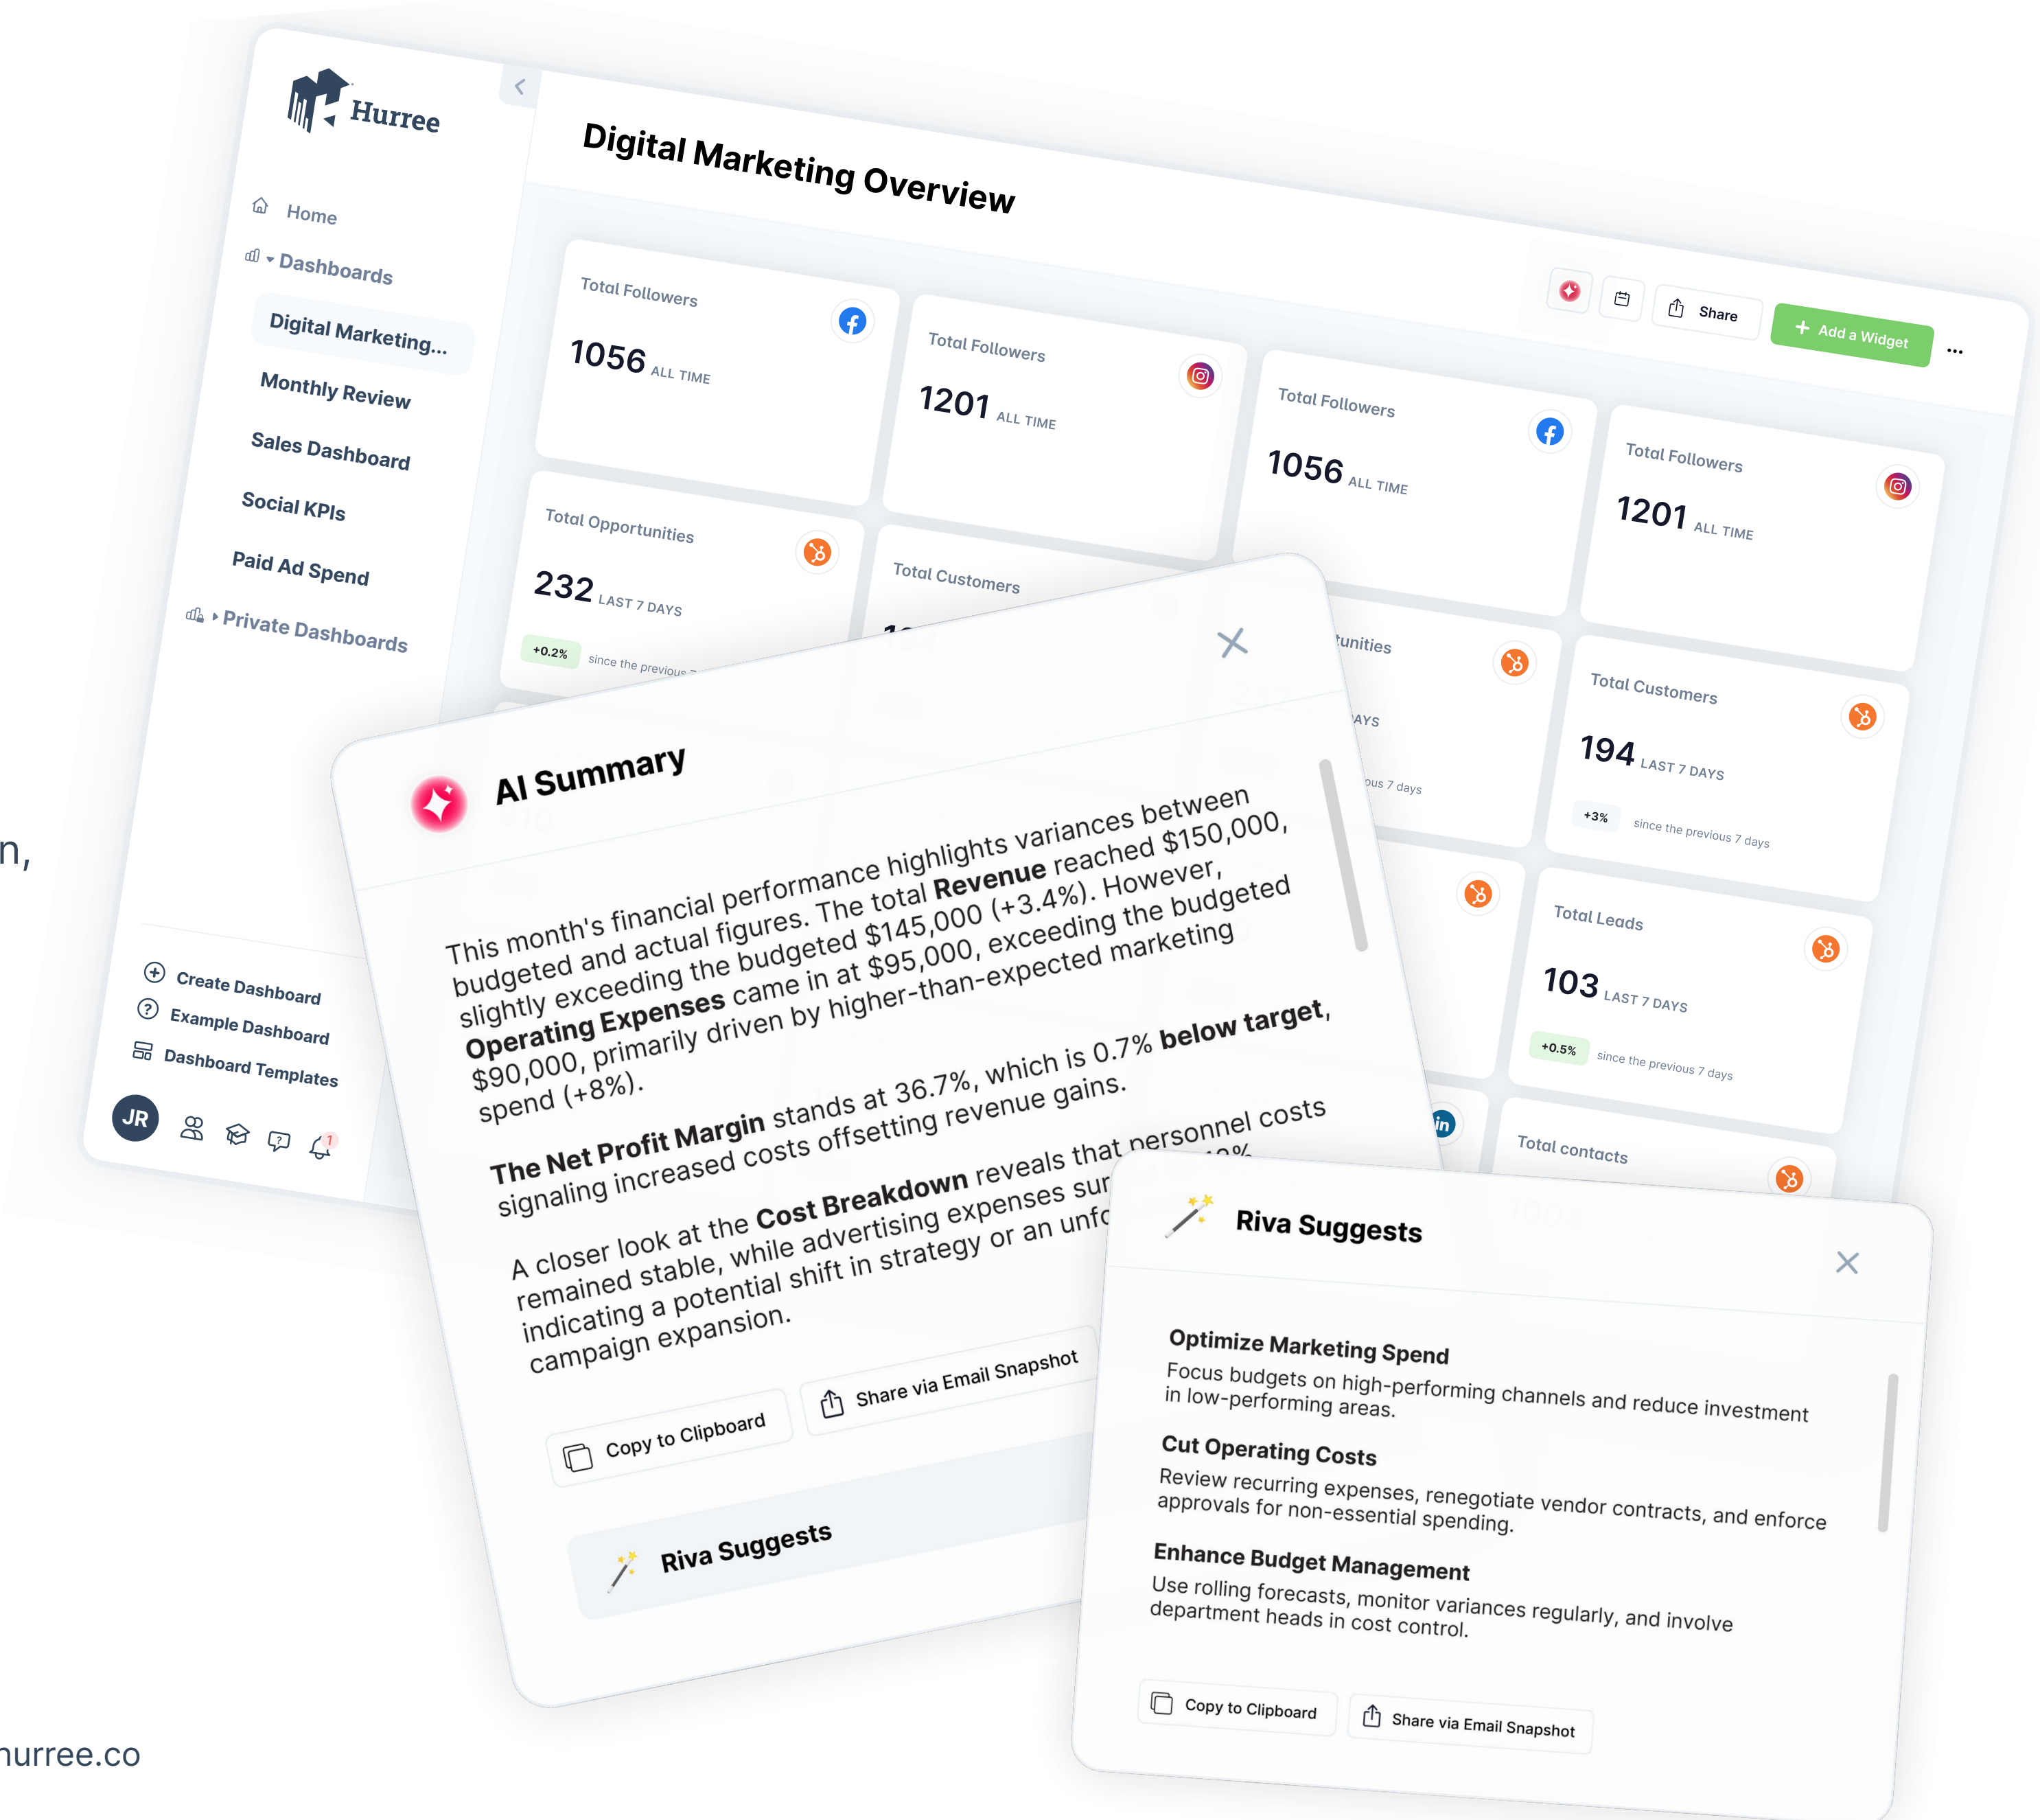 Hurree
Home
Dashboards
Digital Marketing...
Monthly Review
Sales Dashboard
Social KPIs
Paid Ad Spend
Private Dashboards
Create Dashboard
Example Dashboard
Dashboard Templates
JR
1
Digital Marketing Overview
Share
+ Add a Widget
Total Followers
1056 ALL TIME
Total Followers
1201 ALL TIME
Total Followers
1056 ALL TIME
Total Followers
1201 ALL TIME
Total Opportunities
232 LAST 7 DAYS
+0.2% since the previous
Total Customers
Total Customers
194 LAST 7 DAYS
+3% since the previous 7 days
7 days
Total Leads
103 LAST 7 DAYS
+0.5% since the previous 7 days
in
Total contacts
AI Summary
This month's financial performance highlights variances between
budgeted and actual figures. The total Revenue reached $150,000,
slightly exceeding the budgeted $145,000 (+3.4%). However,
Operating Expenses came in at $95,000, exceeding the budgeted
$90,000, primarily driven by higher-than-expected marketing
spend (+8%).
The Net Profit Margin stands at 36.7%, which is 0.7% below target,
signaling increased costs offsetting revenue gains.
A closer look at the Cost Breakdown reveals that personnel costs
remained stable, while advertising expenses
indicating a potential shift in strategy or an
campaign expansion.
Copy to Clipboard
Share via Email Snapshot
Riva Suggests
Riva Suggests
Optimize Marketing Spend
Focus budgets on high-performing channels and reduce investment
in low-performing areas.
Cut Operating Costs
Review recurring expenses, renegotiate vendor contracts, and enforce
approvals for non-essential spending.
Enhance Budget Management
Use rolling forecasts, monitor variances regularly, and involve
department heads in cost control.
Copy to Clipboard
Share via Email Snapshot
n,
hurree.co